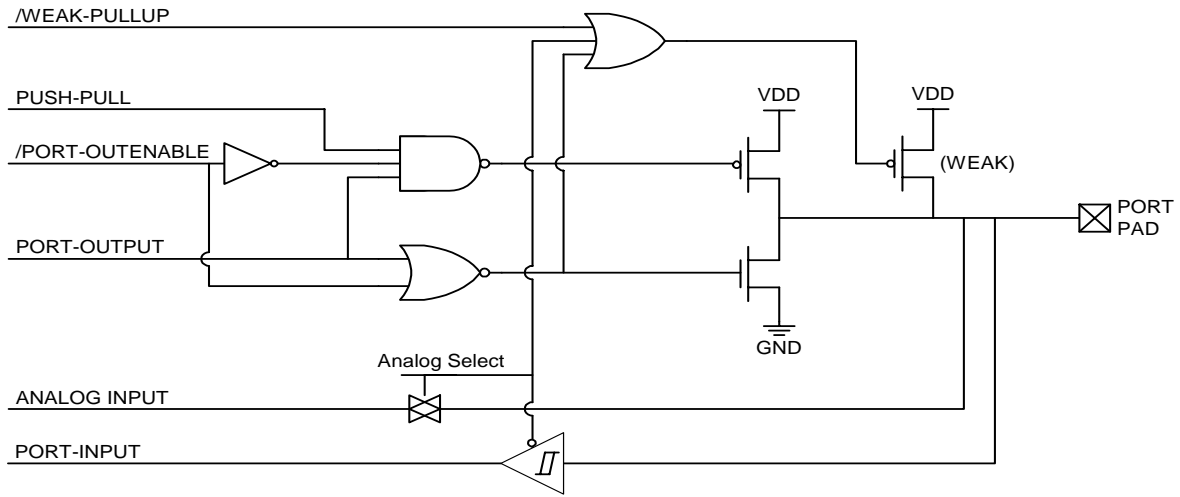 /WEAK-PULLUP
PUSH-PULL
VDD
VDD
/PORT-OUTENABLE
(WEAK)
PORT
PAD
PORT-OUTPUT
GND
Analog Select
ANALOG INPUT
PORT-INPUT